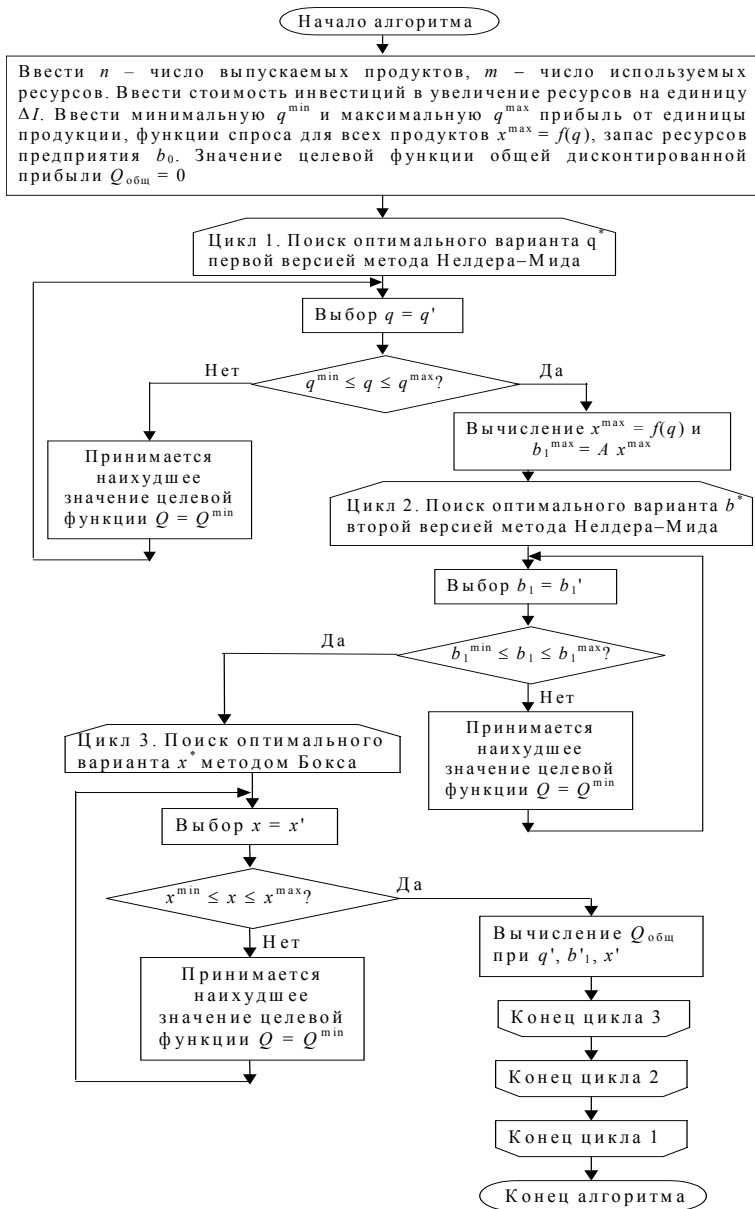 Начало алгоритма
Ввести n – число выпускаемых продуктов, m – число используемых
ресурсов. Ввести стоимость инвестиций в увеличение ресурсов на единицу
ΔI. Ввести минимальную q^min и максимальную q^max прибыль от единицы
продукции, функции спроса для всех продуктов x^max = f(q), запас ресурсов
предприятия b₀. Значение целевой функции общей дисконтированной
прибыли Q_общ = 0
Цикл 1. Поиск оптимального варианта q*
первой версией метода Нелдера–Мида
Выбор q = q'
q^min ≤ q ≤ q^max?
Нет
Да
Принимается
наихудшее
значение целевой
функции Q = Q^min
Вычисление x^max = f(q) и
b₁^max = A x^max
Цикл 2. Поиск оптимального варианта b*
второй версией метода Нелдера–Мида
Выбор b₁ = b₁'
b₁^min ≤ b₁ ≤ b₁^max?
Да
Нет
Принимается
наихудшее
значение целевой
функции Q = Q^min
Цикл 3. Поиск оптимального
варианта x* методом Бокса
Выбор x = x'
x^min ≤ x ≤ x^max?
Да
Нет
Принимается
наихудшее
значение целевой
функции Q = Q^min
Вычисление Q_общ
при q', b'₁, x'
Конец цикла 3
Конец цикла 2
Конец цикла 1
Конец алгоритма